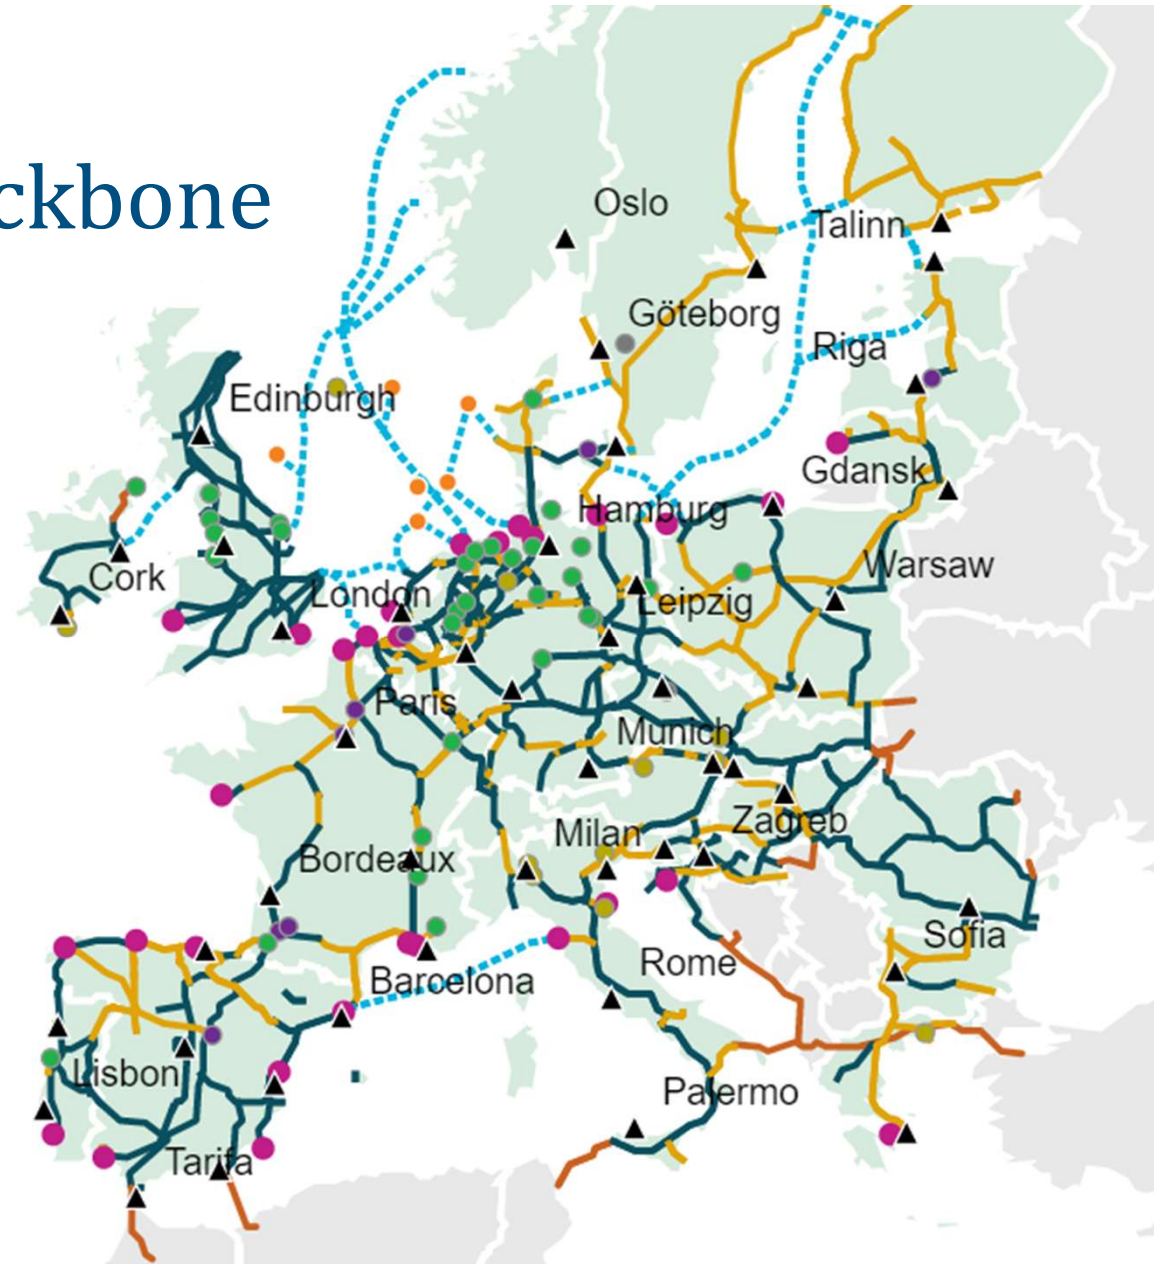 ckbone
Oslo
Talinn
Göteborg
Riga
Edinburgh
Gdansk
Hamburg
Warsaw
Cork
London
Leipzig
Paris
Munich
Milan
Zagreb
Bordeaux
Sofia
Rome
Barcelona
Lisbon
Palermo
Tarifa